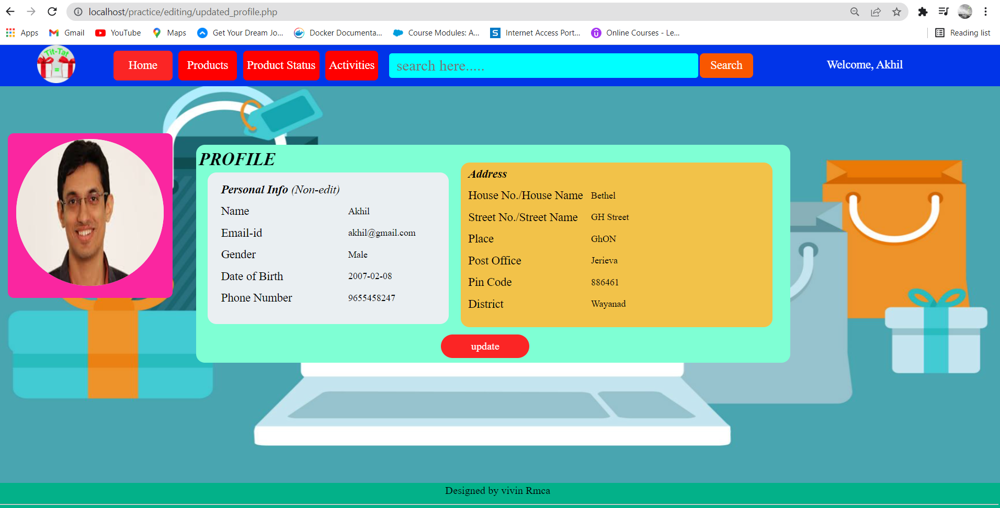 localhost/practice/editing/updated_profile.php
Apps Gmail YouTube Maps Get Your Dream Jo... Docker Documenta... Course Modules: A... Internet Access Port... Online Courses - Le... Reading list
Tit-Tat
=
Home Products Product Status Activities search here..... Search Welcome, Akhil
PROFILE
Personal Info (Non-edit)
Name Akhil
Email-id akhil@gmail.com
Gender Male
Date of Birth 2007-02-08
Phone Number 9655458247
Address
House No./House Name Bethel
Street No./Street Name GH Street
Place GhON
Post Office Jerieva
Pin Code 886461
District Wayanad
update
Designed by vivin Rmca